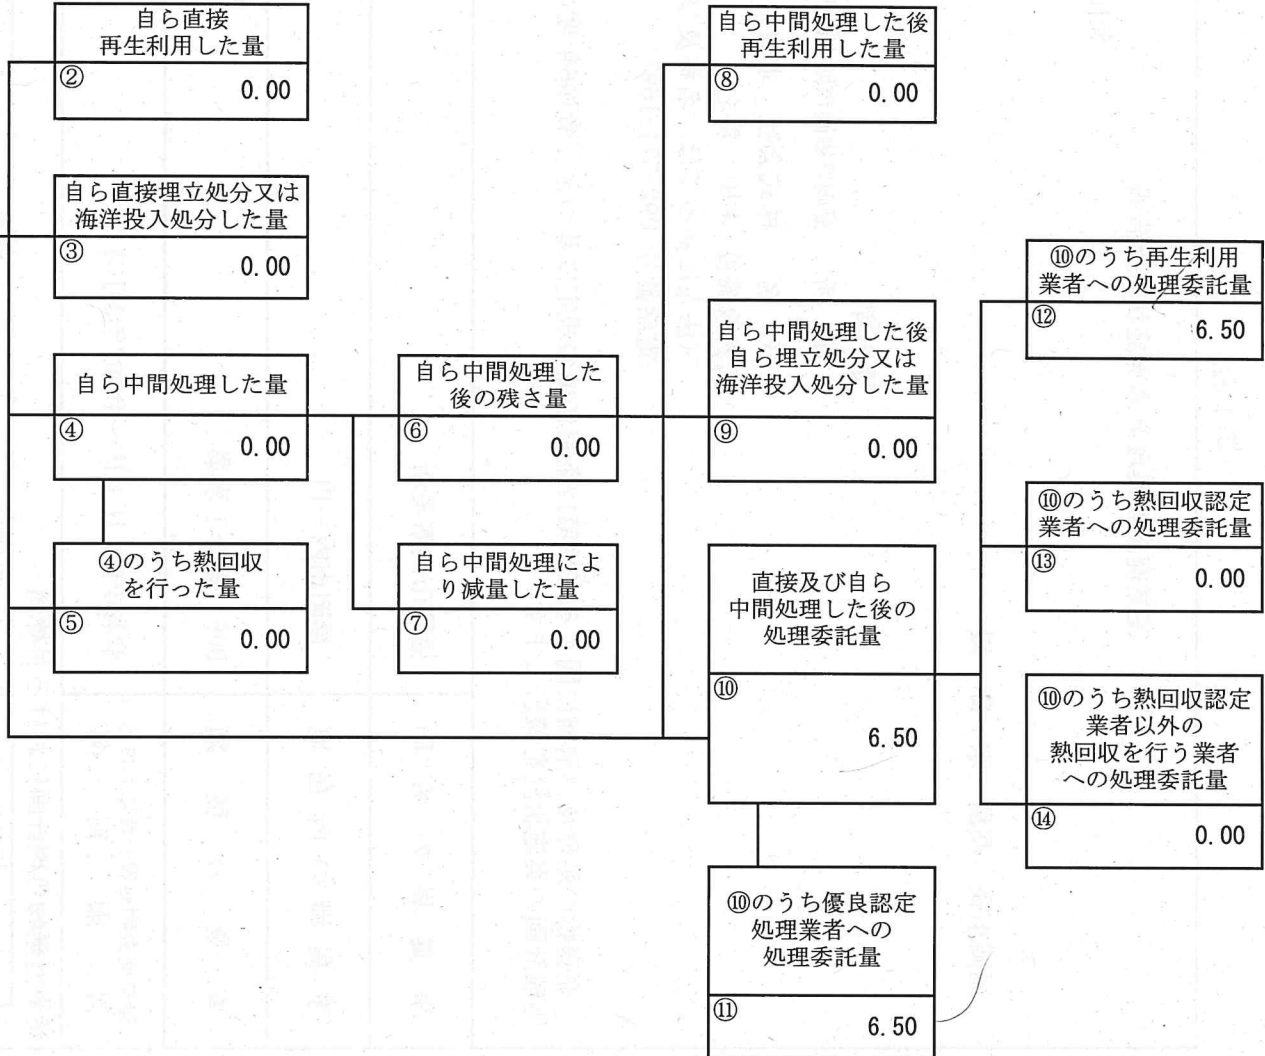 自ら直接
再生利用した量
②
0.00
自ら直接埋立処分又は
海洋投入処分した量
③
0.00
自ら中間処理した量
④
0.00
④のうち熱回収
を行った量
⑤
0.00
自ら中間処理した
後の残さ量
⑥
0.00
自ら中間処理によ
り減量した量
⑦
0.00
自ら中間処理した後
再生利用した量
⑧
0.00
自ら中間処理した後
自ら埋立処分又は
海洋投入処分した量
⑨
0.00
直接及び自ら
中間処理した後の
処理委託量
⑩
6.50
⑩のうち優良認定
処理業者への
処理委託量
⑪
6.50
⑩のうち再生利用
業者への処理委託量
⑫
6.50
⑩のうち熱回収認定
業者への処理委託量
⑬
0.00
⑩のうち熱回収認定
業者以外の
熱回収を行う業者
への処理委託量
⑭
0.00